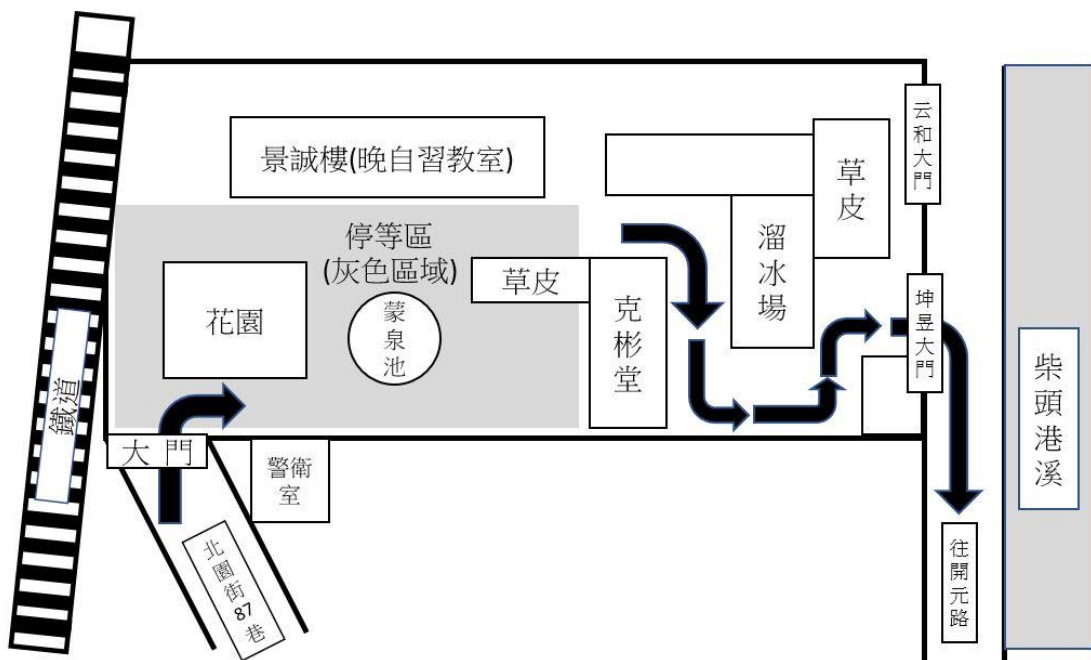 景誠樓(晚自習教室)
云和大門
草皮
溜冰場
停等區
(灰色區域)
草皮
花園
蒙泉池
克彬堂
坤昱大門
鐵道
柴頭港溪
大 門
警衛
室
北園街87巷
往開元路